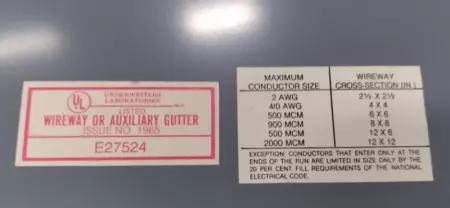 UL
UNDERWRITERS
LABORATORIES
LISTED
WIREWAY OR AUXILIARY GUTTER
ISSUE NO. 1965
E27524
MAXIMUM CONDUCTOR SIZE WIREWAY CROSS-SECTION (IN.)
2 AWG 2½ X 2½
4/0 AWG 4 X 4
500 MCM 6 X 6
900 MCM 8 X 8
500 MCM 12 X 6
2000 MCM 12 X 12
EXCEPTION: CONDUCTORS THAT ENTER ONLY AT THE
ENDS OF THE RUN ARE LIMITED IN SIZE ONLY BY THE
20 PER CENT FILL REQUIREMENTS OF THE NATIONAL
ELECTRICAL CODE.